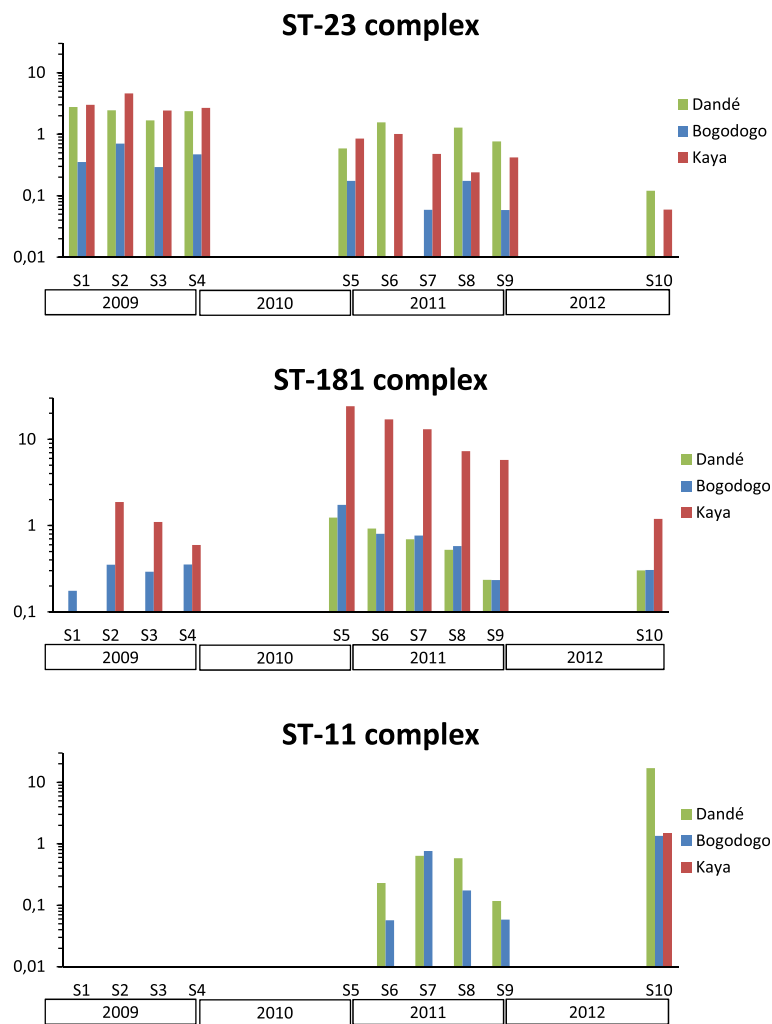 ST-23 complex
10
1
0,1
0,01
Dandé
Bogodogo
Kaya
S1 S2 S3 S4 S5 S6 S7 S8 S9 S10
2009 2010 2011 2012
ST-181 complex
10
1
0,1
Dandé
Bogodogo
Kaya
S1 S2 S3 S4 S5 S6 S7 S8 S9 S10
2009 2010 2011 2012
ST-11 complex
10
1
0,1
0,01
Dandé
Bogodogo
Kaya
S1 S2 S3 S4 S5 S6 S7 S8 S9 S10
2009 2010 2011 2012